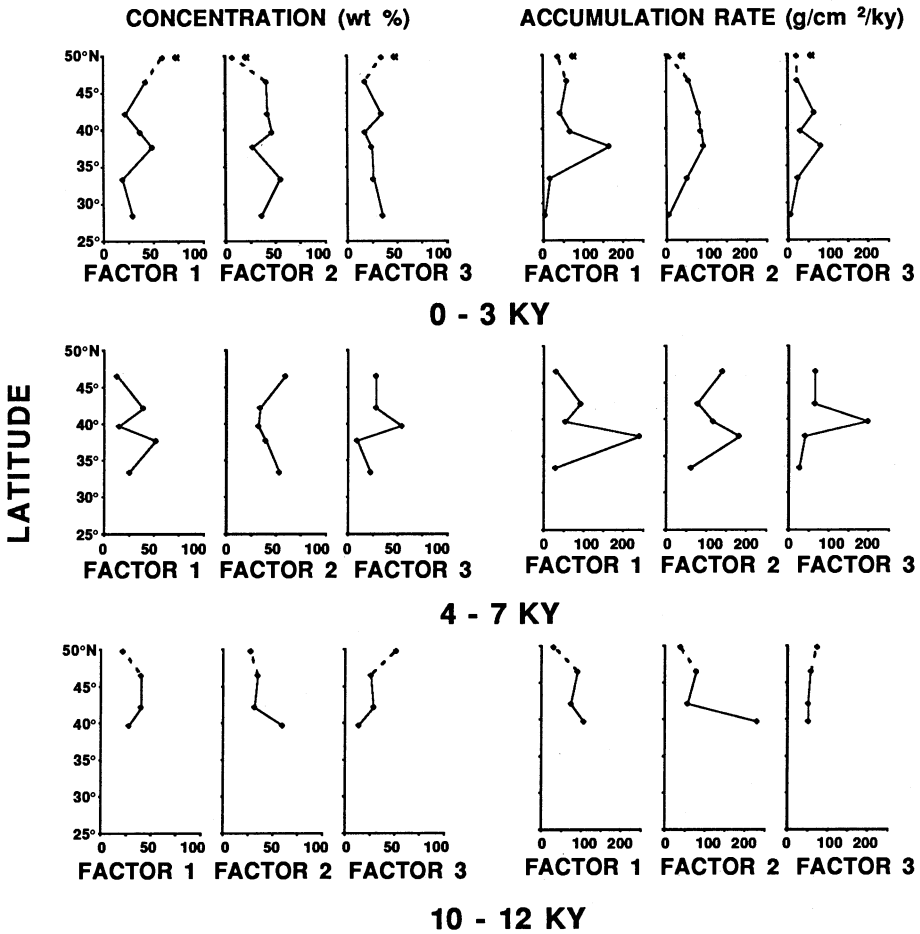 CONCENTRATION (wt %) ACCUMULATION RATE (g/cm ²/ky)
50°N
45°
40°
35°
30°
25°
0 50 100 0 50 100 0 50 100 0 100 200 0 100 200 0 100 200
FACTOR 1 FACTOR 2 FACTOR 3 FACTOR 1 FACTOR 2 FACTOR 3
0 - 3 KY
LATITUDE
50°N
45°
40°
35°
30°
25°
0 50 100 0 50 100 0 50 100 0 100 200 0 100 200 0 100 200
FACTOR 1 FACTOR 2 FACTOR 3 FACTOR 1 FACTOR 2 FACTOR 3
4 - 7 KY
50°N
45°
40°
35°
30°
25°
0 50 100 0 50 100 0 50 100 0 100 200 0 100 200 0 100 200
FACTOR 1 FACTOR 2 FACTOR 3 FACTOR 1 FACTOR 2 FACTOR 3
10 - 12 KY